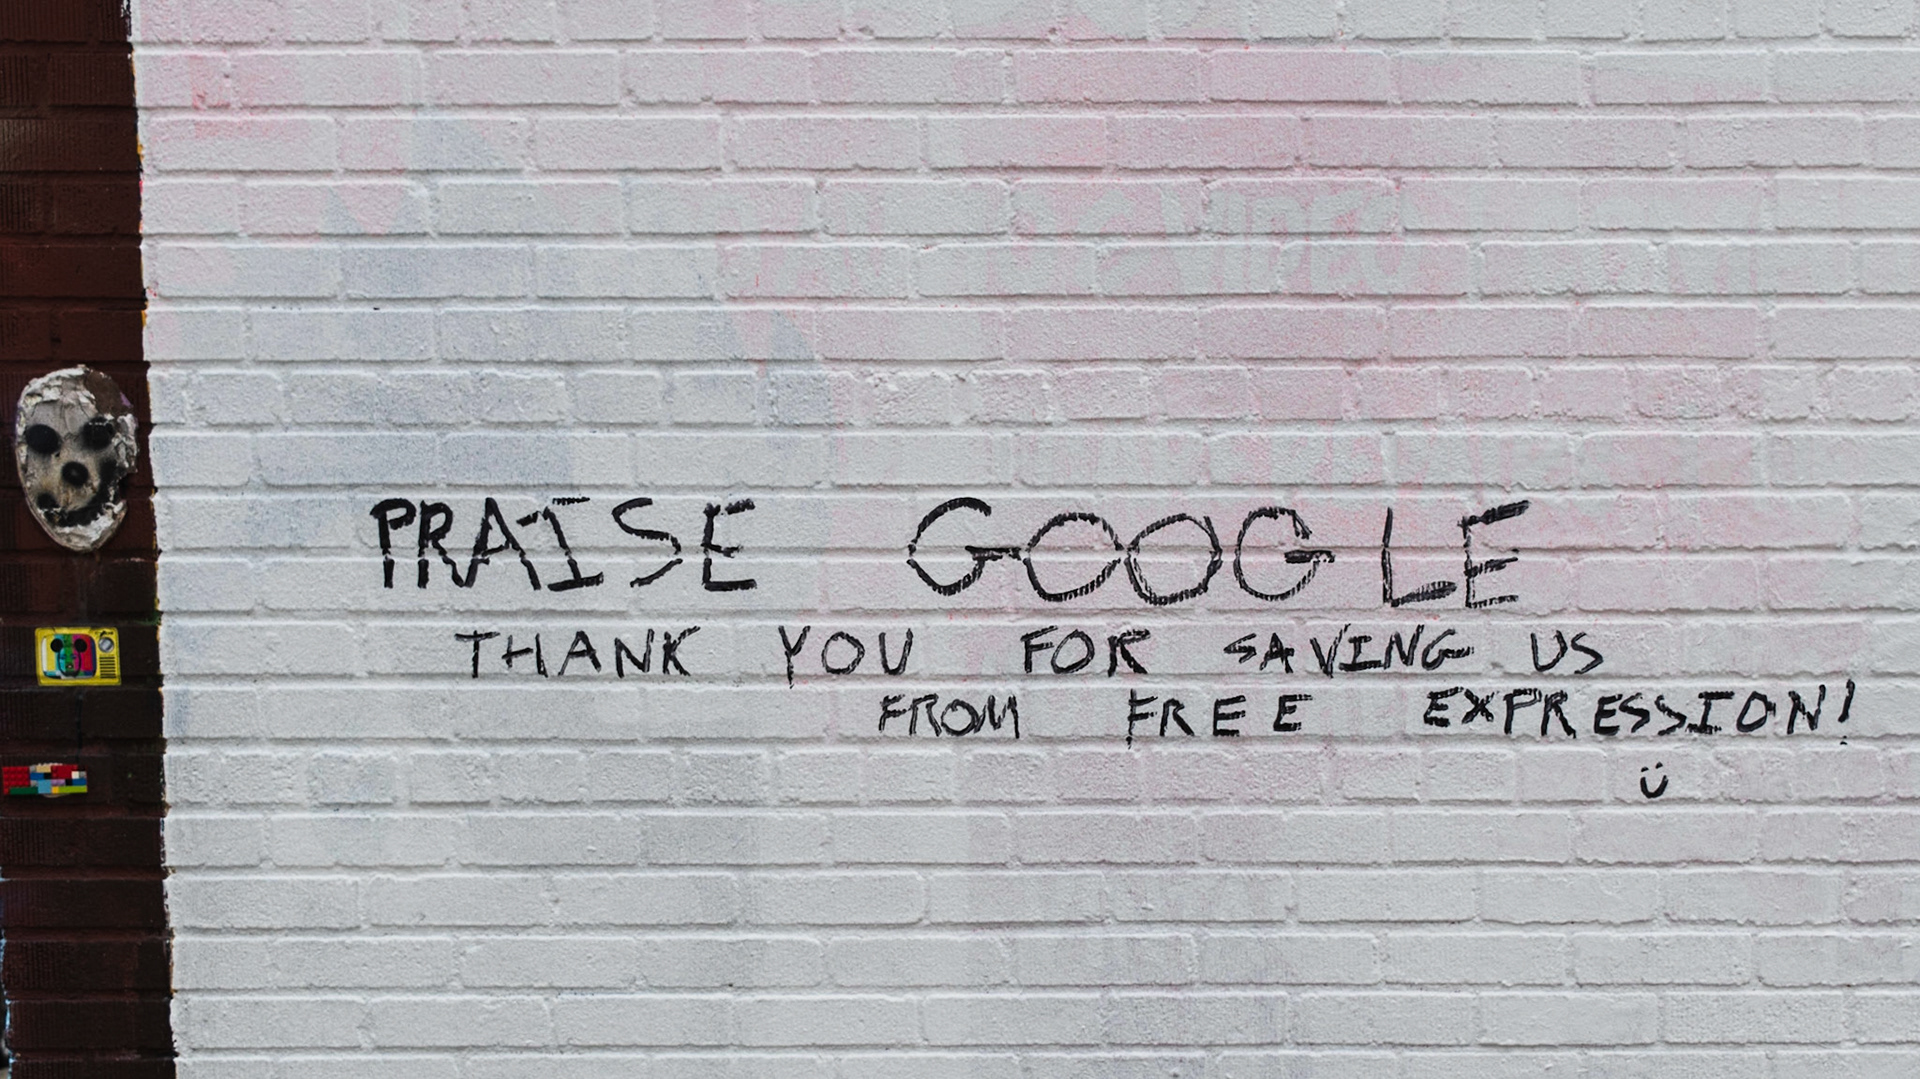 PRAISE GOOGLE
THANK YOU FOR SAVING US
FROM FREE EXPRESSION!